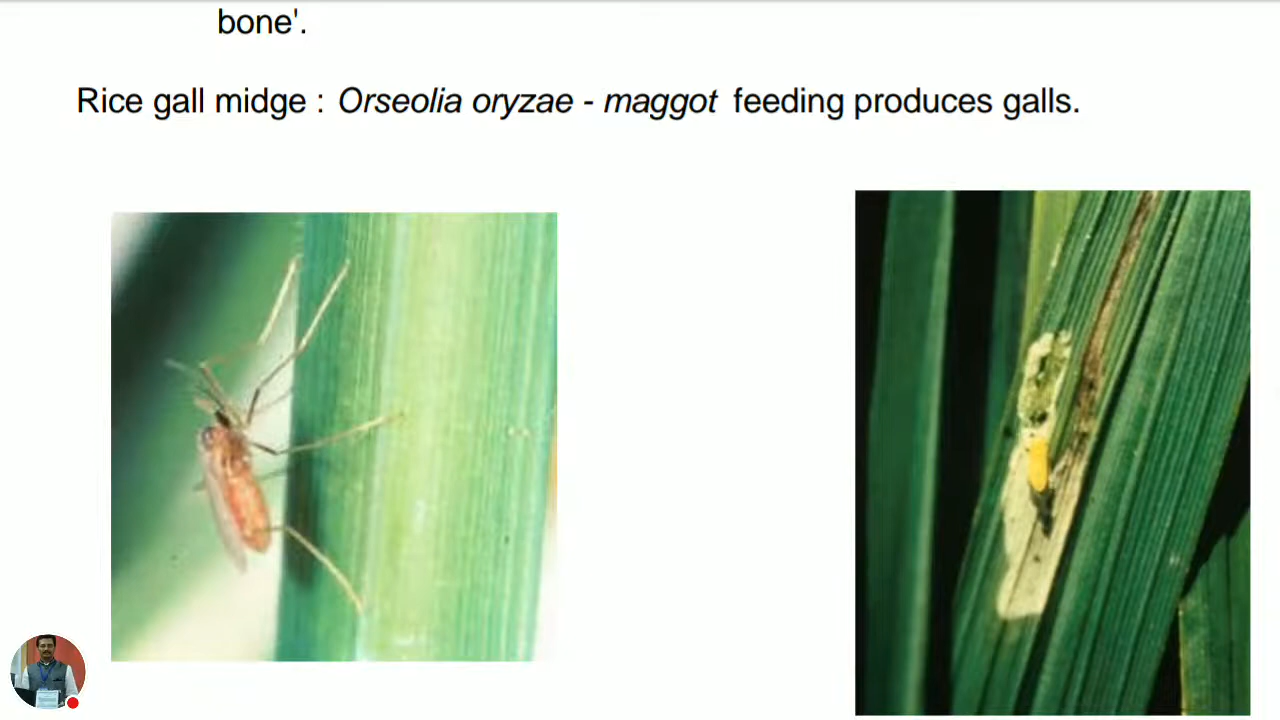 bone'.
Rice gall midge : Orseolia oryzae - maggot feeding produces galls.